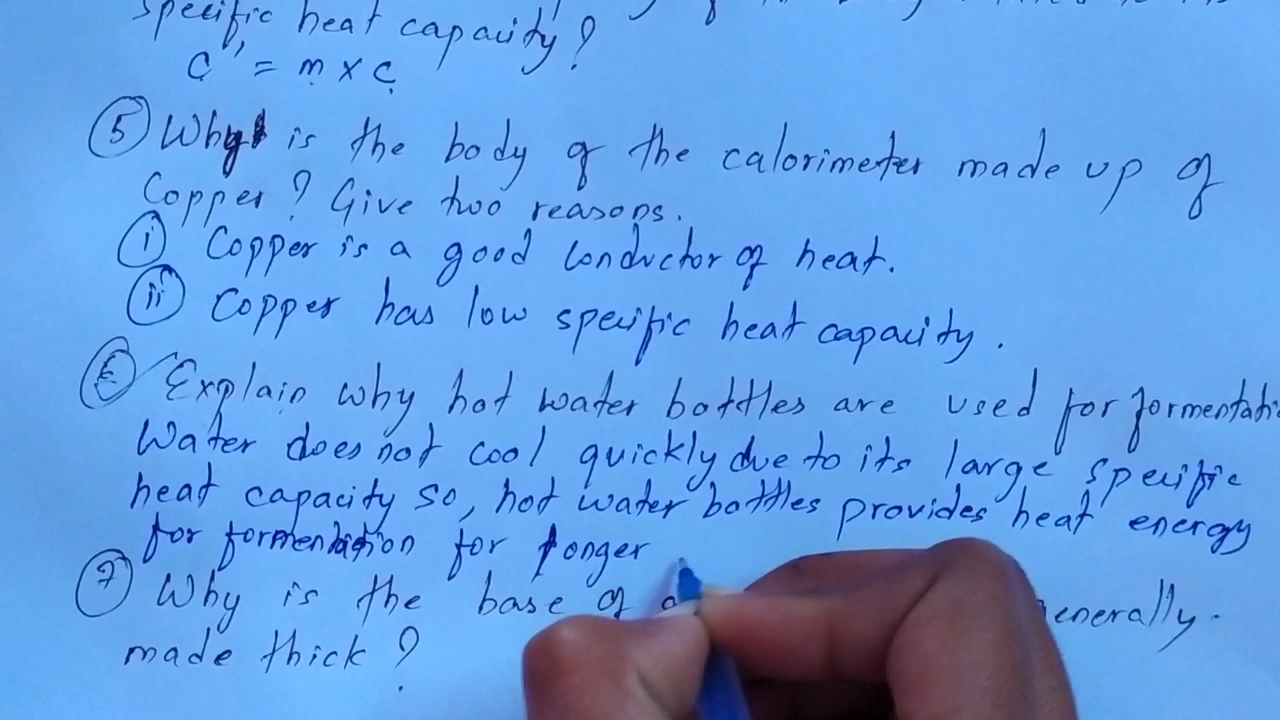 specific heat capacity?
C' = m × c
5 Why is the body of the calorimeter made up of
Copper? Give two reasons.
i Copper is a good conductor of heat.
ii Copper has low specific heat capacity.
6 Explain why hot water bottles are used for formentati
Water does not cool quickly due to its large specific
heat capacity so, hot water bottles provides heat energy
for formentation for longer
7 Why is the base of a enerally.
made thick?